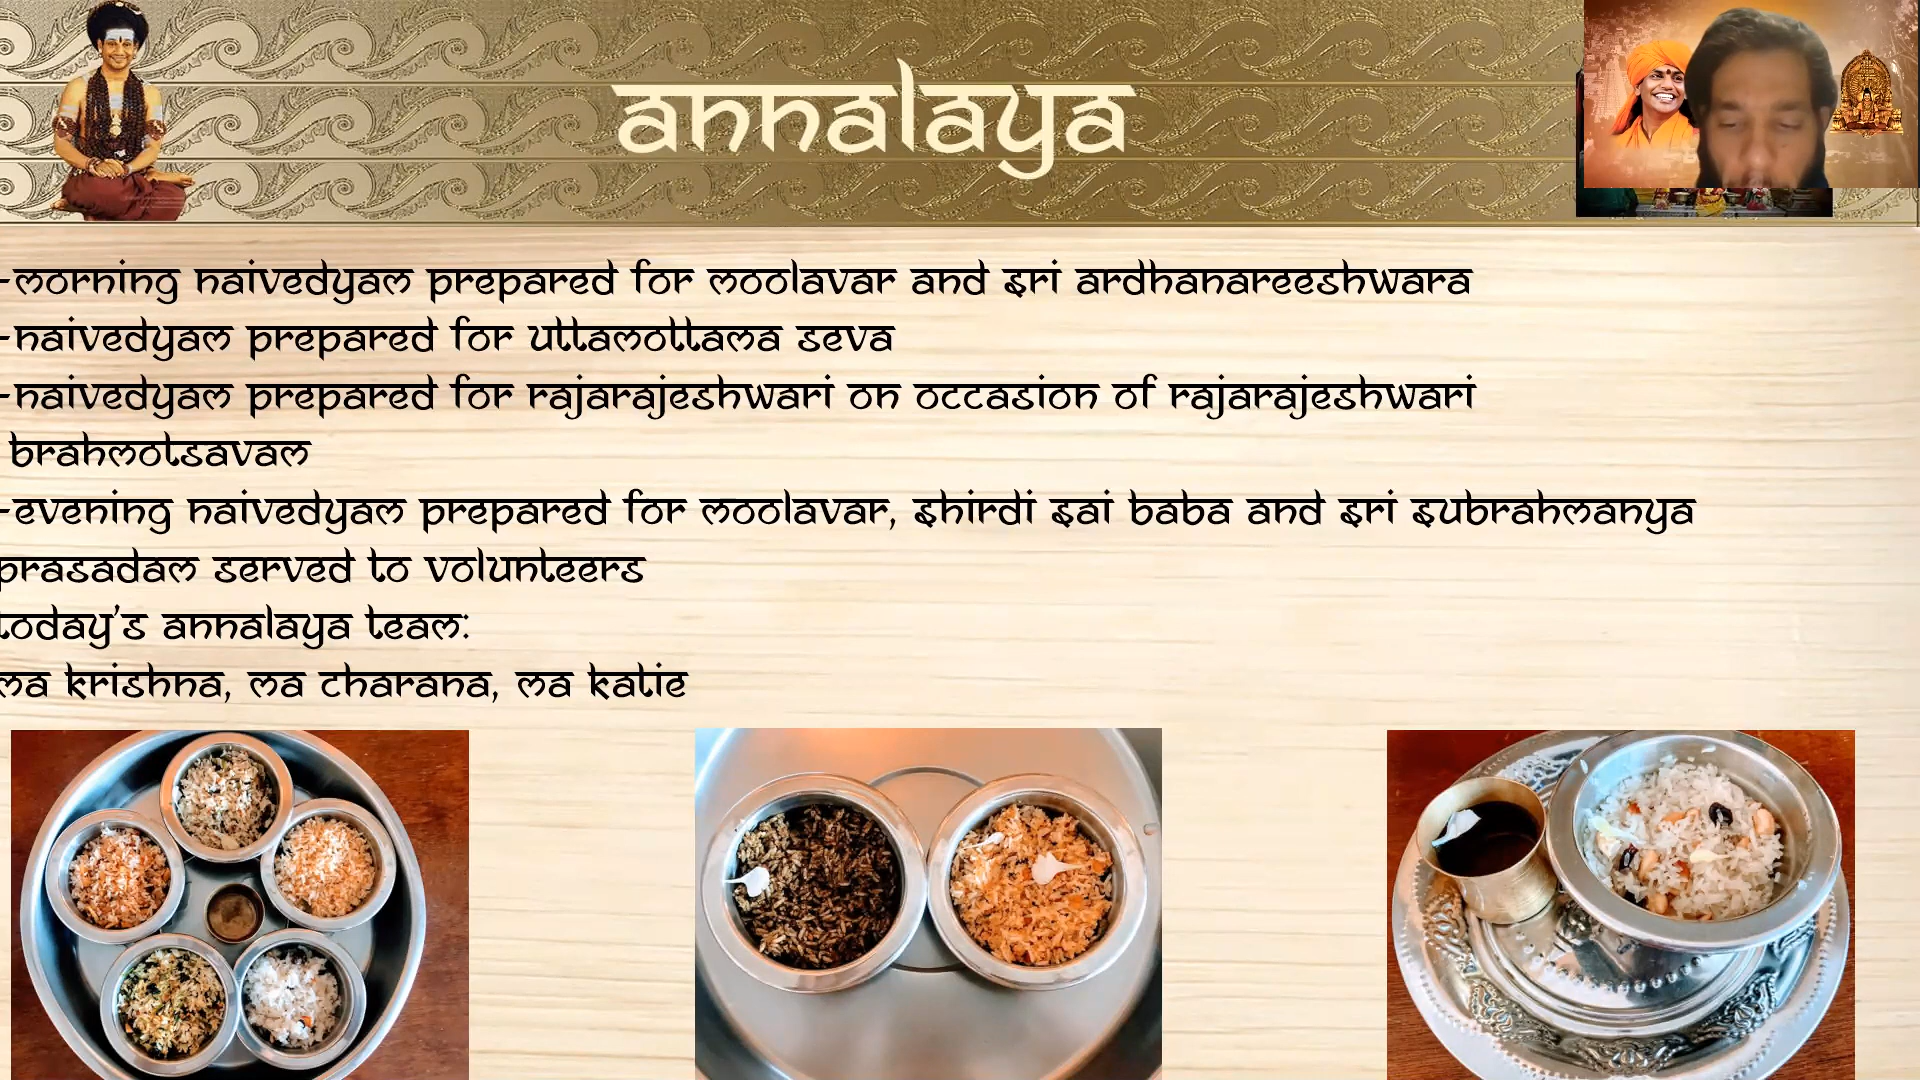 annalaya
-morning naivedyam prepared for moolavar and sri ardhanareeshwara
-naivedyam prepared for uttamottama seva
-naivedyam prepared for rajarajeshwari on occasion of rajarajeshwari
brahmotsavam
-evening naivedyam prepared for moolavar, shirdi sai baba and sri subrahmanya
prasadam served to volunteers
today's annalaya team:
ma krishna, ma charana, ma katie